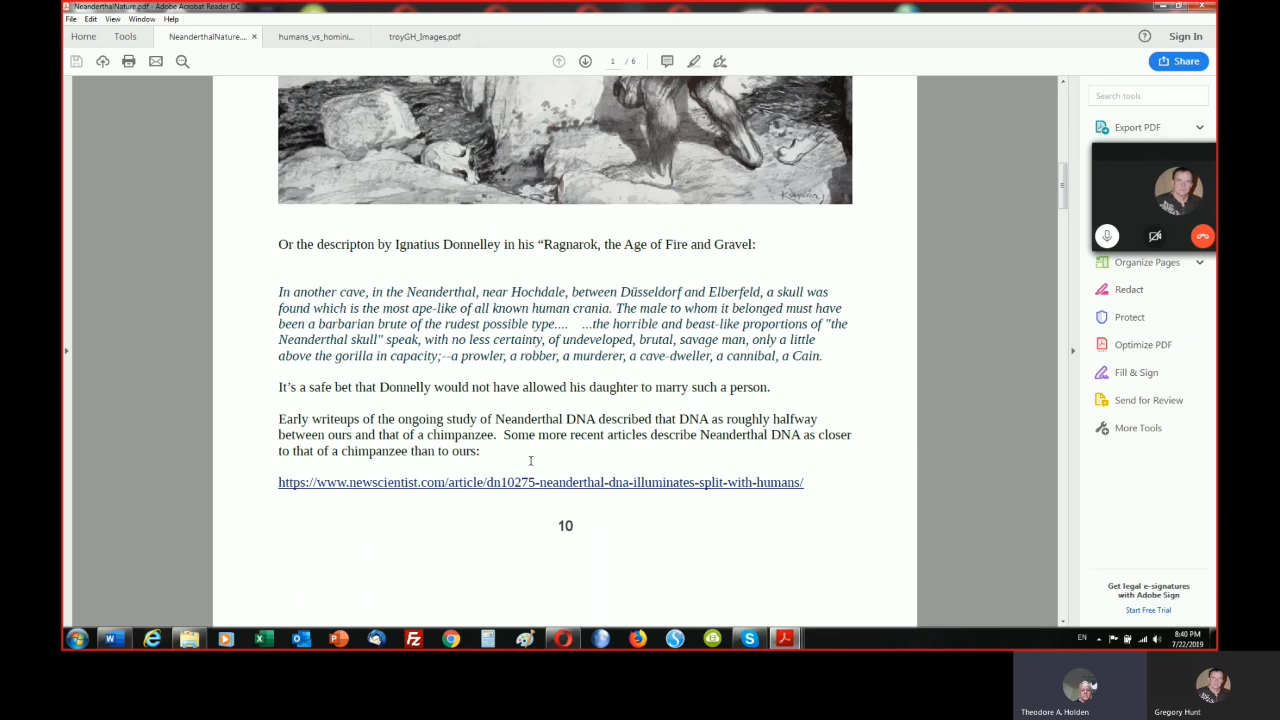 NeanderthalNature.pdf - Adobe Acrobat Reader DC
File Edit View Window Help
Home Tools NeanderthalNature.... × humans_vs_homini... troyGH_Images.pdf Sign In
1 / 6 Share
Search tools
Export PDF
Organize Pages
Redact
Protect
Optimize PDF
Fill & Sign
Send for Review
More Tools
Get legal e-signatures
with Adobe Sign
Start Free Trial
Or the descripton by Ignatius Donnelley in his “Ragnarok, the Age of Fire and Gravel:
In another cave, in the Neanderthal, near Hochdale, between Düsseldorf and Elberfeld, a skull was
found which is the most ape-like of all known human crania. The male to whom it belonged must have
been a barbarian brute of the rudest possible type.... ...the horrible and beast-like proportions of "the
Neanderthal skull" speak, with no less certainty, of undeveloped, brutal, savage man, only a little
above the gorilla in capacity;--a prowler, a robber, a murderer, a cave-dweller, a cannibal, a Cain.
It’s a safe bet that Donnelly would not have allowed his daughter to marry such a person.
Early writeups of the ongoing study of Neanderthal DNA described that DNA as roughly halfway
between ours and that of a chimpanzee. Some more recent articles describe Neanderthal DNA as closer
to that of a chimpanzee than to ours:
https://www.newscientist.com/article/dn10275-neanderthal-dna-illuminates-split-with-humans/
10
EN
8:40 PM
7/22/2019
Theodore A. Holden
Gregory Hunt